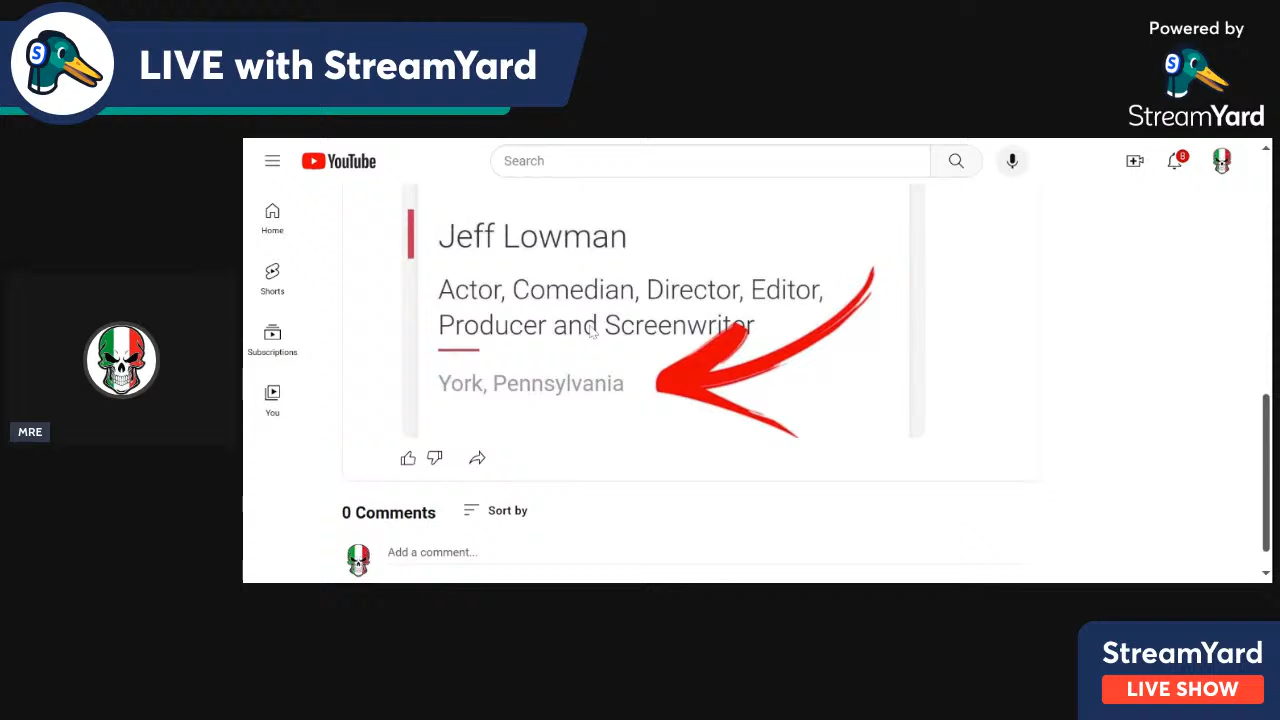 LIVE with StreamYard
Powered by
StreamYard
YouTube
Search
8
Home
Shorts
Subscriptions
You
Jeff Lowman
Actor, Comedian, Director, Editor,
Producer and Screenwriter
York, Pennsylvania
0 Comments
Sort by
Add a comment...
MRE
StreamYard
LIVE SHOW